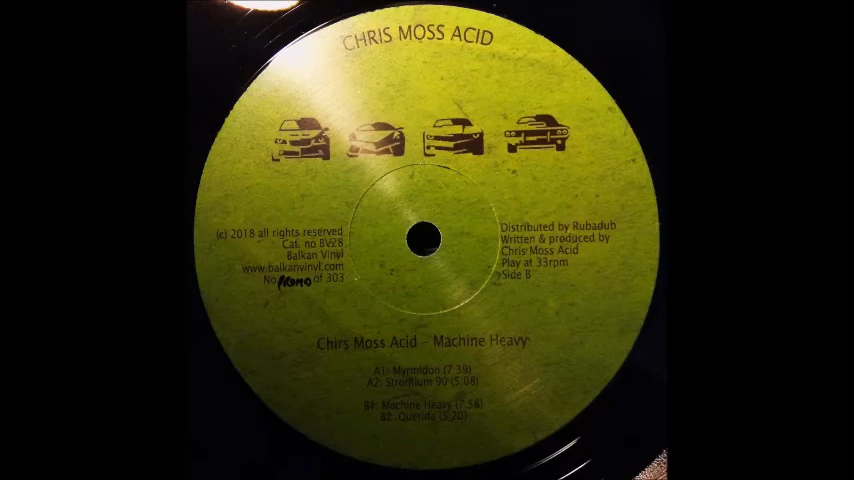 CHRIS MOSS ACID
(c) 2018 all rights reserved
Cat. no BV28
Balkan Vinyl
www.balkanvinyl.com
No. promo of 303
Distributed by Rubadub
Written & produced by
Chris Moss Acid
Play at 33rpm
Side B
Chirs Moss Acid - Machine Heavy
A1: Myrmidon (7:39)
A2: Strontium 90 (5:08)
B1: Machine Heavy (7:58)
B2: Querida (5:20)